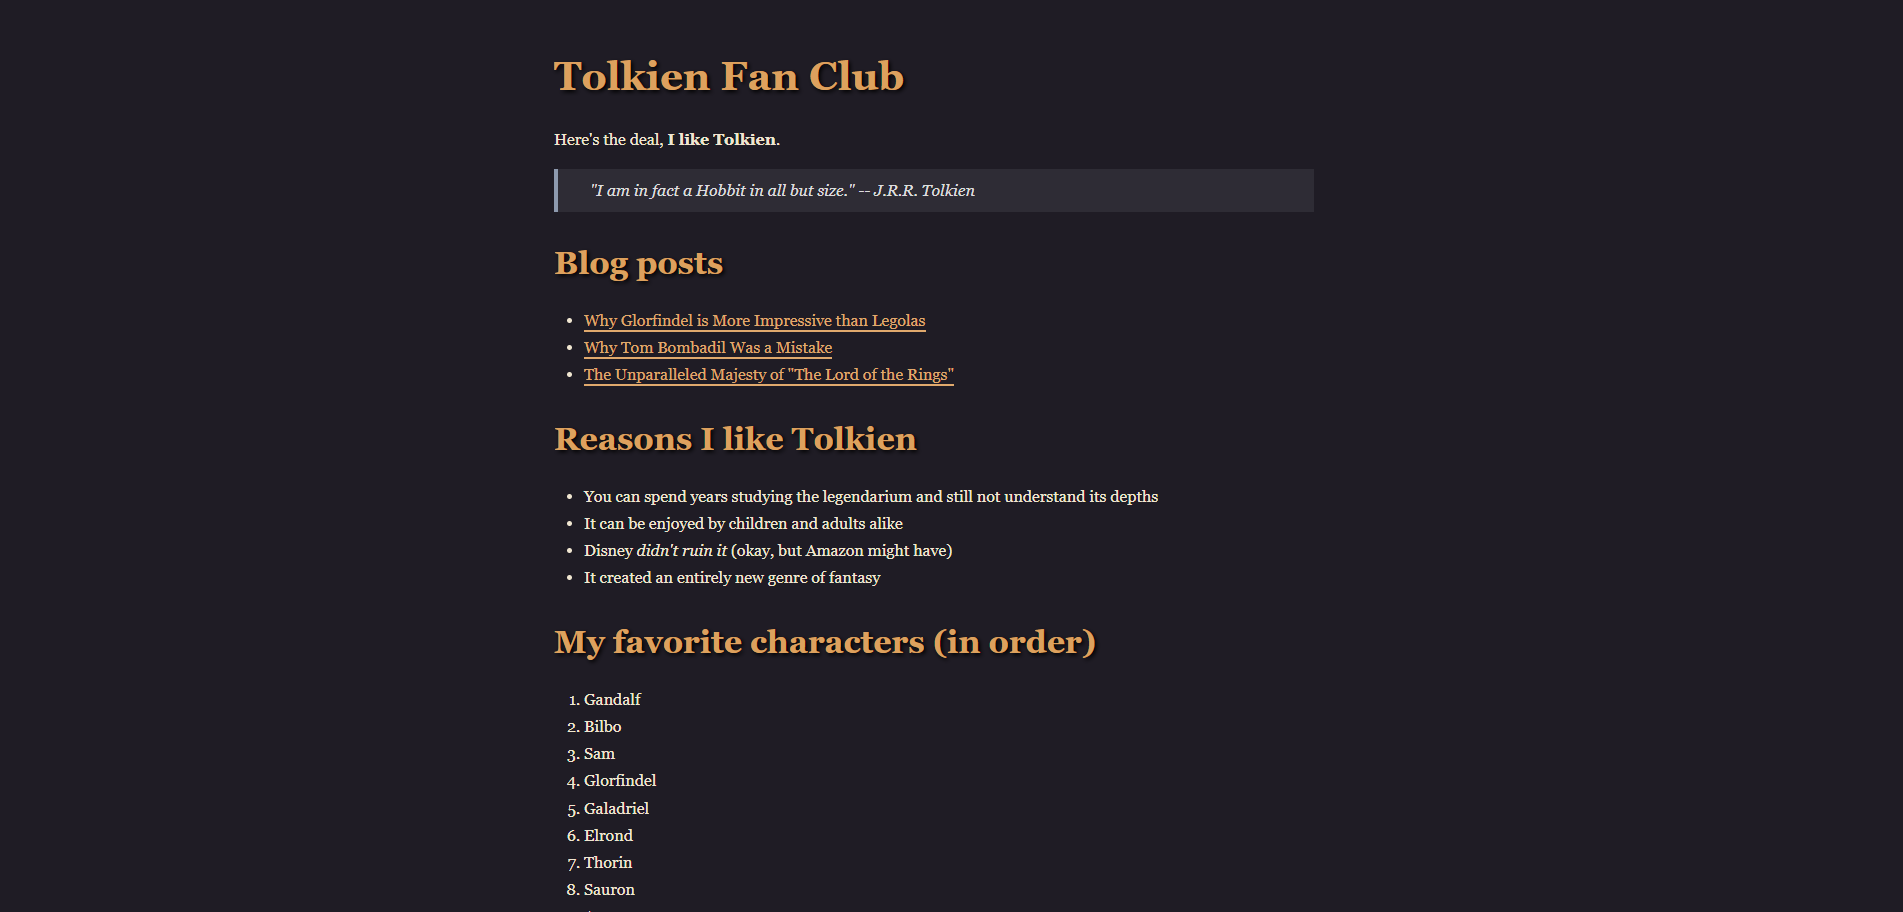 Tolkien Fan Club
Here's the deal, I like Tolkien.
"I am in fact a Hobbit in all but size." -- J.R.R. Tolkien
Blog posts
• Why Glorfindel is More Impressive than Legolas
• Why Tom Bombadil Was a Mistake
• The Unparalleled Majesty of "The Lord of the Rings"
Reasons I like Tolkien
• You can spend years studying the legendarium and still not understand its depths
• It can be enjoyed by children and adults alike
• Disney didn't ruin it (okay, but Amazon might have)
• It created an entirely new genre of fantasy
My favorite characters (in order)
1. Gandalf
2. Bilbo
3. Sam
4. Glorfindel
5. Galadriel
6. Elrond
7. Thorin
8. Sauron